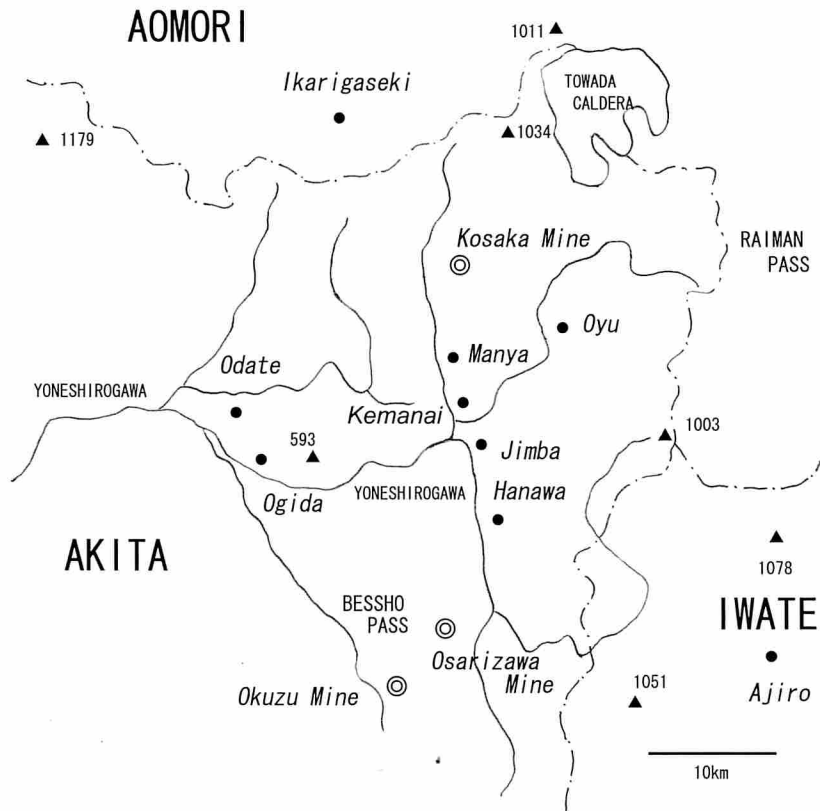 AOMORI
1011
TOWADA
CALDERA
Ikarigaseki
1179
1034
Kosaka Mine
RAIMAN
PASS
Oyu
Manya
Odate
YONESHIROGAWA
Kemanai
593
1003
Jimba
Ogida
YONESHIROGAWA
Hanawa
AKITA
1078
BESSHO
PASS
IWATE
Osarizawa
Mine
Okuzu Mine
1051
Ajiro
10km